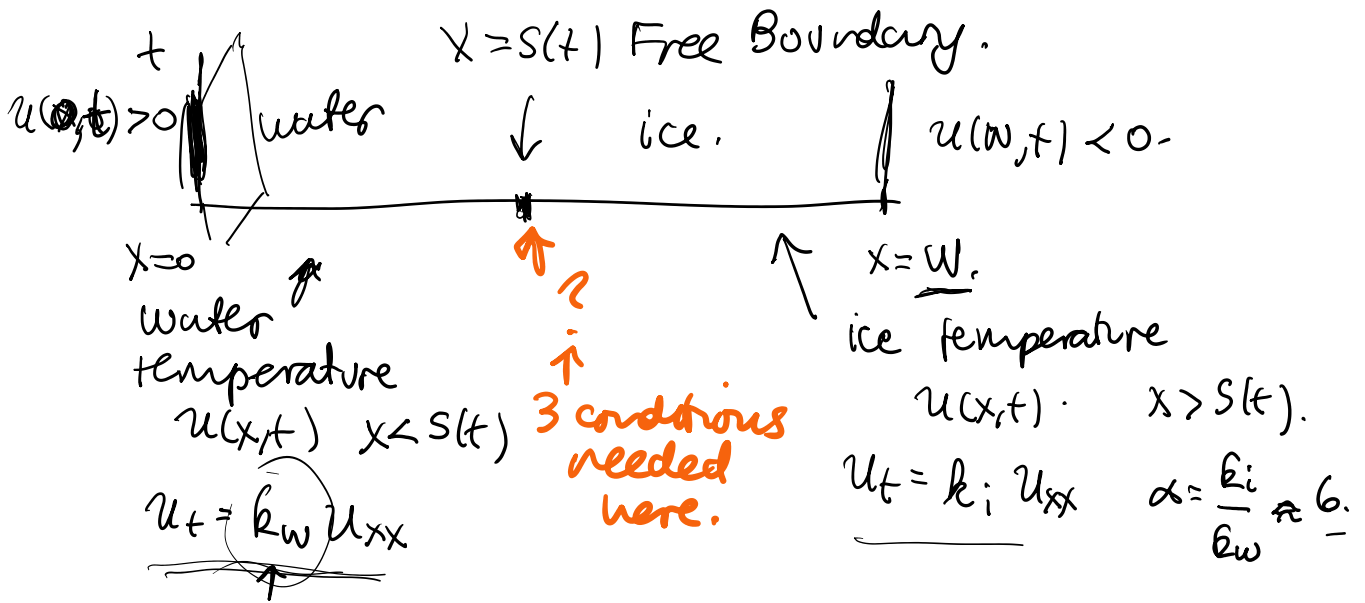 t
X = S(t) Free Boundary.
u(0,t) > 0
water
ice.
u(W,t) < 0.
x=0
x = W.
?
water
temperature
u(x,t) x < S(t)
u_t = k_w u_xx
3 conditions
needed
here.
ice temperature
u(x,t). x > S(t).
u_t = k_i u_xx α = k_i / k_w ≈ 6.